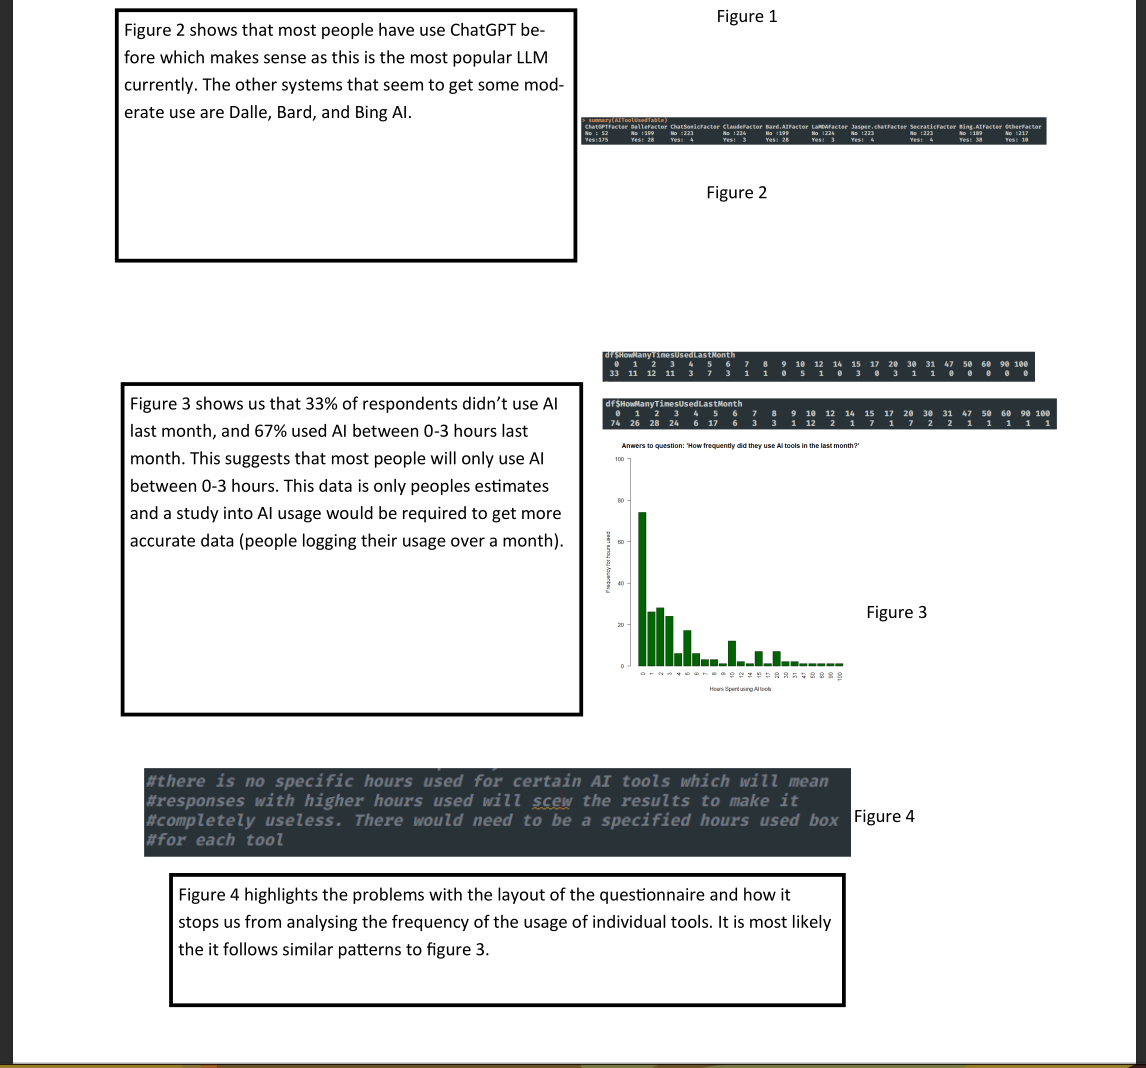 Figure 1
Figure 2 shows that most people have use ChatGPT be-
fore which makes sense as this is the most popular LLM
currently. The other systems that seem to get some mod-
erate use are Dalle, Bard, and Bing AI.
> summary(AIToolUsedTable)
ChatGPTFactor DalleFactor ChatSonicFactor ClaudeFactor Bard.AIFactor LaMDAFactor Jasper.chatFactor SocraticFactor Bing.AIFactor OtherFactor
No : 52 No :199 No :223 No :224 No :199 No :224 No :223 No :223 No :189 No :217
Yes:175 Yes: 28 Yes: 4 Yes: 3 Yes: 28 Yes: 3 Yes: 4 Yes: 4 Yes: 38 Yes: 10
Figure 2
df$HowManyTimesUsedLastMonth
0 1 2 3 4 5 6 7 8 9 10 12 14 15 17 20 30 31 47 50 60 90 100
33 11 12 11 3 7 3 1 1 0 5 1 0 3 0 3 1 1 0 0 0 0 0
df$HowManyTimesUsedLastMonth
0 1 2 3 4 5 6 7 8 9 10 12 14 15 17 20 30 31 47 50 60 90 100
74 26 28 24 6 17 6 3 3 1 12 2 1 7 1 7 2 2 1 1 1 1 1
Figure 3 shows us that 33% of respondents didn't use AI
last month, and 67% used AI between 0-3 hours last
month. This suggests that most people will only use AI
between 0-3 hours. This data is only peoples estimates
and a study into AI usage would be required to get more
accurate data (people logging their usage over a month).
Anwers to question: 'How frequently did they use AI tools in the last month?'
Frequency for hours used
100
80
60
40
20
0
0 1 2 3 4 5 6 7 8 9 10 12 14 15 17 20 30 31 47 50 60 90 100
Hours Spent using AI tools
Figure 3
#there is no specific hours used for certain AI tools which will mean
#responses with higher hours used will scew the results to make it
#completely useless. There would need to be a specified hours used box
#for each tool
Figure 4
Figure 4 highlights the problems with the layout of the questionnaire and how it
stops us from analysing the frequency of the usage of individual tools. It is most likely
the it follows similar patterns to figure 3.